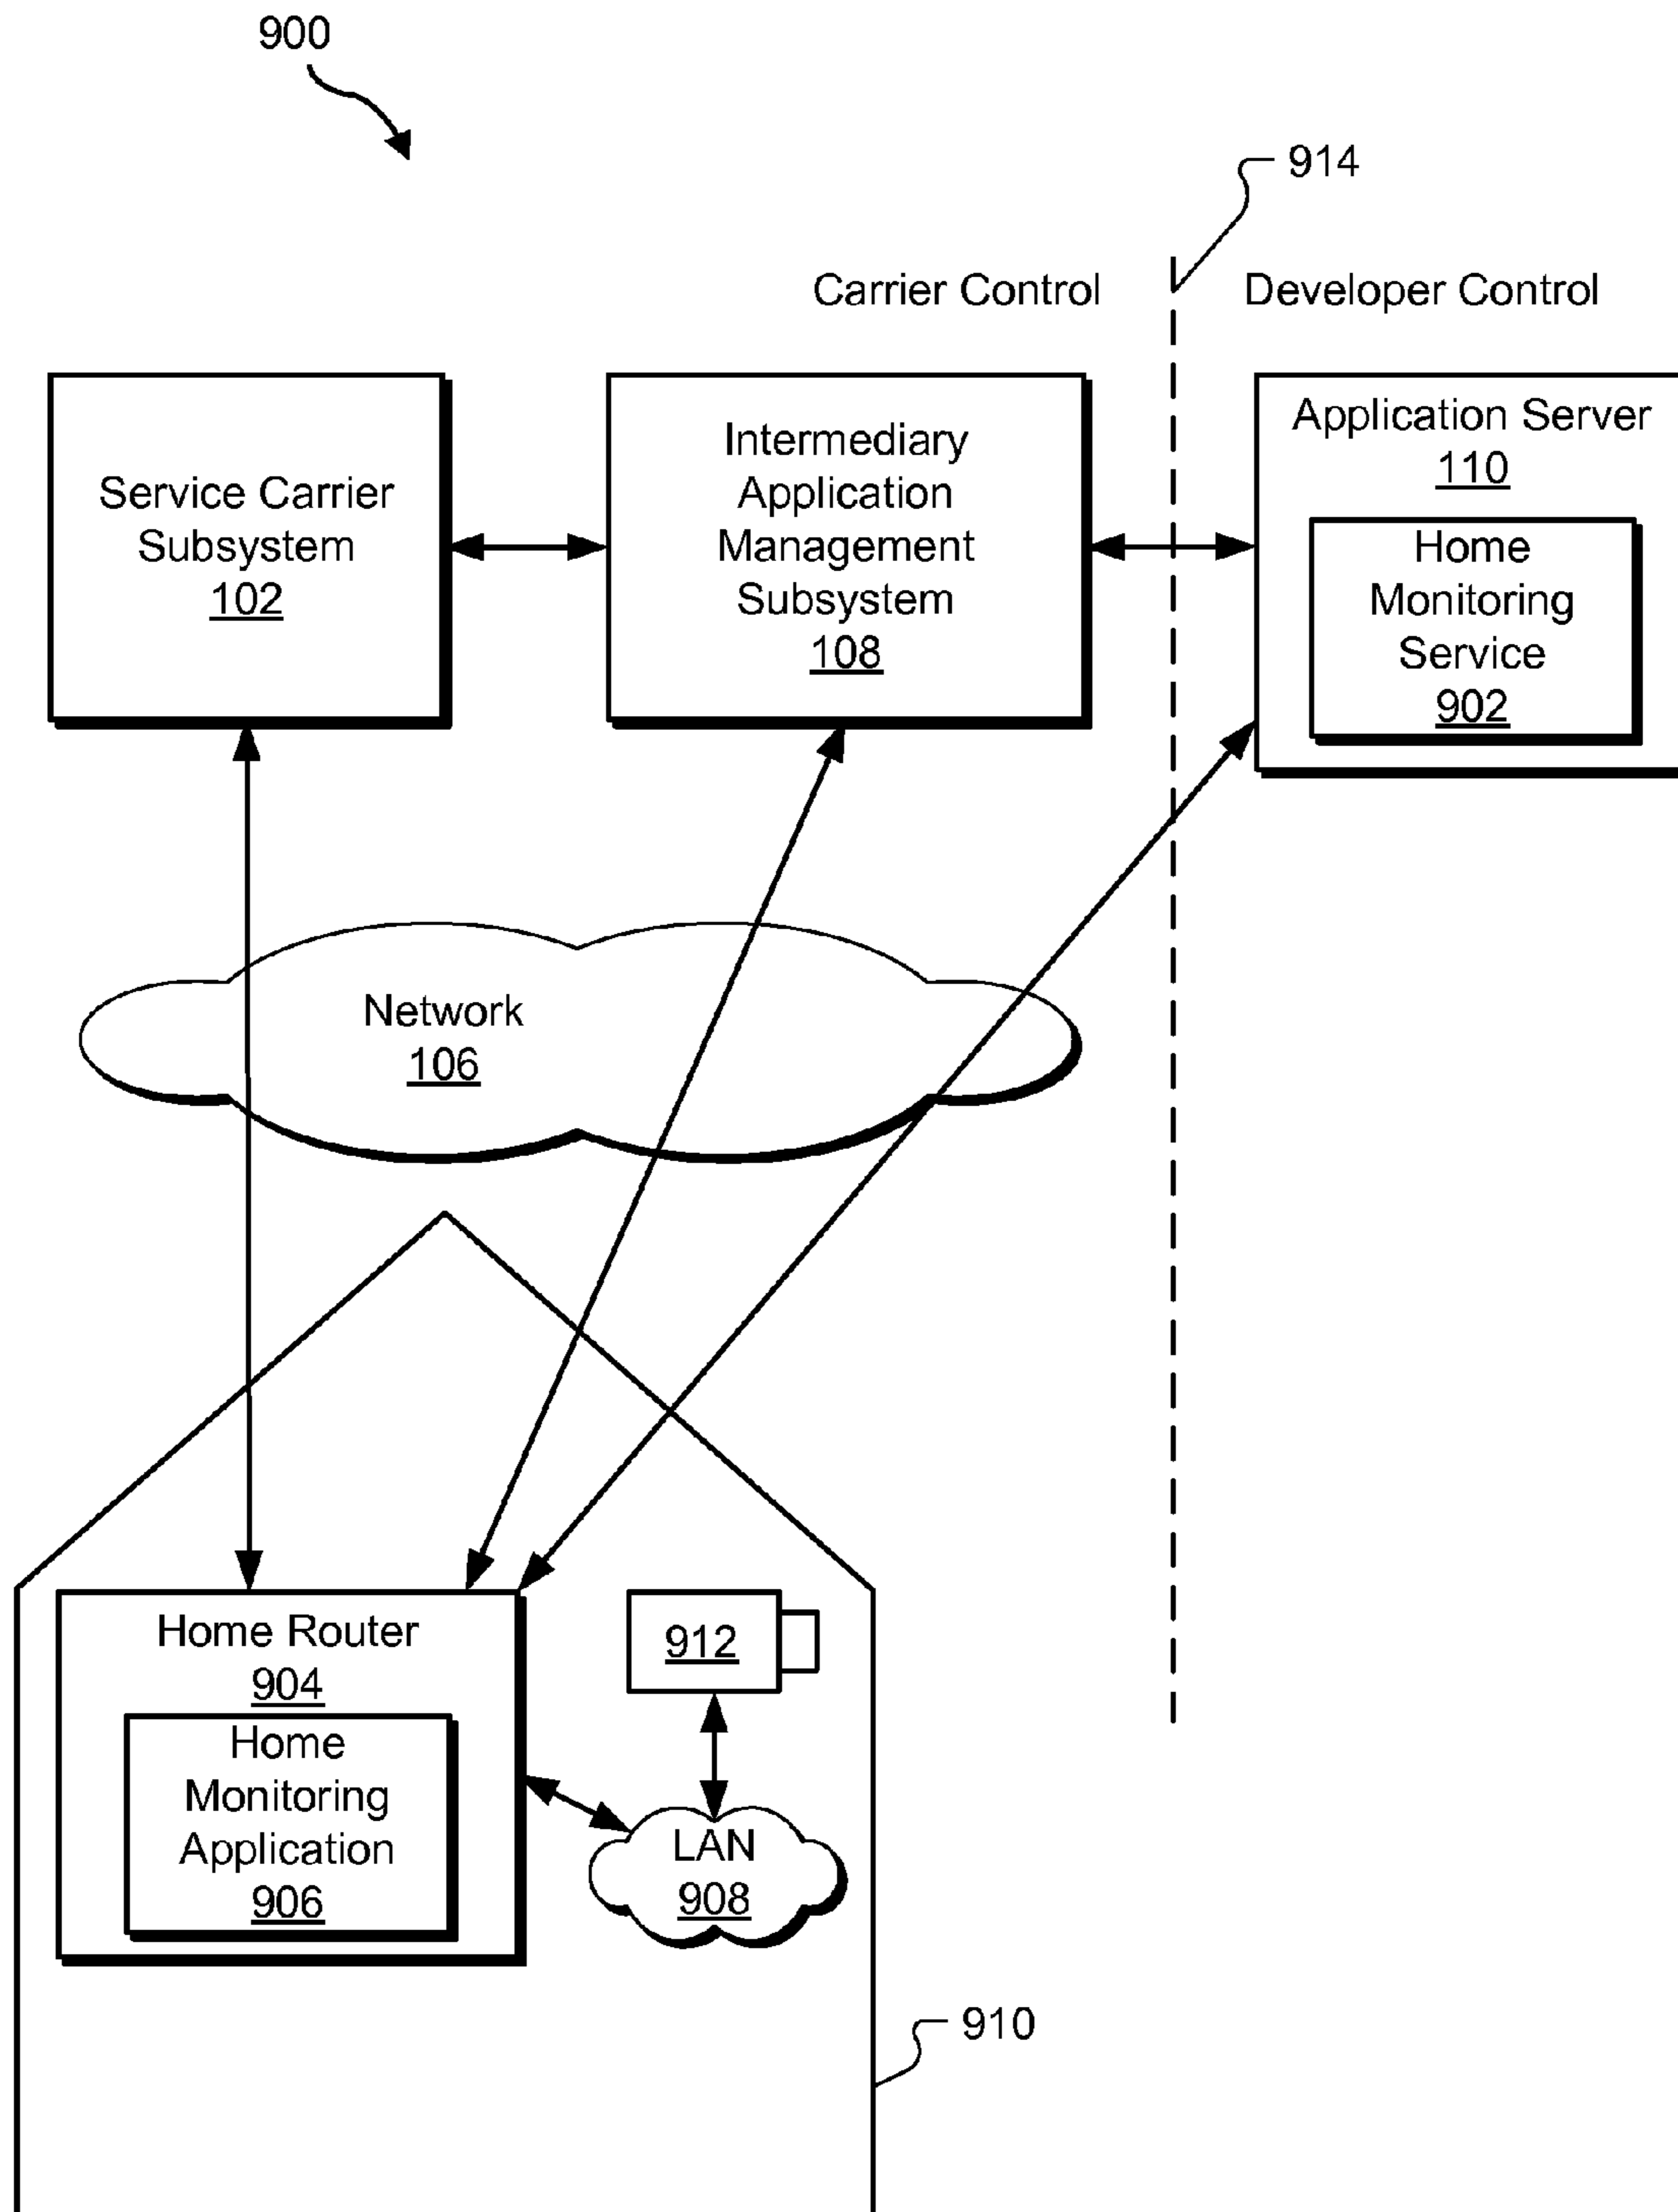 900
914
Carrier Control
Developer Control
Service Carrier
Subsystem
102
Intermediary
Application
Management
Subsystem
108
Application Server
110
Home
Monitoring
Service
902
Network
106
Home Router
904
Home
Monitoring
Application
906
912
LAN
908
910